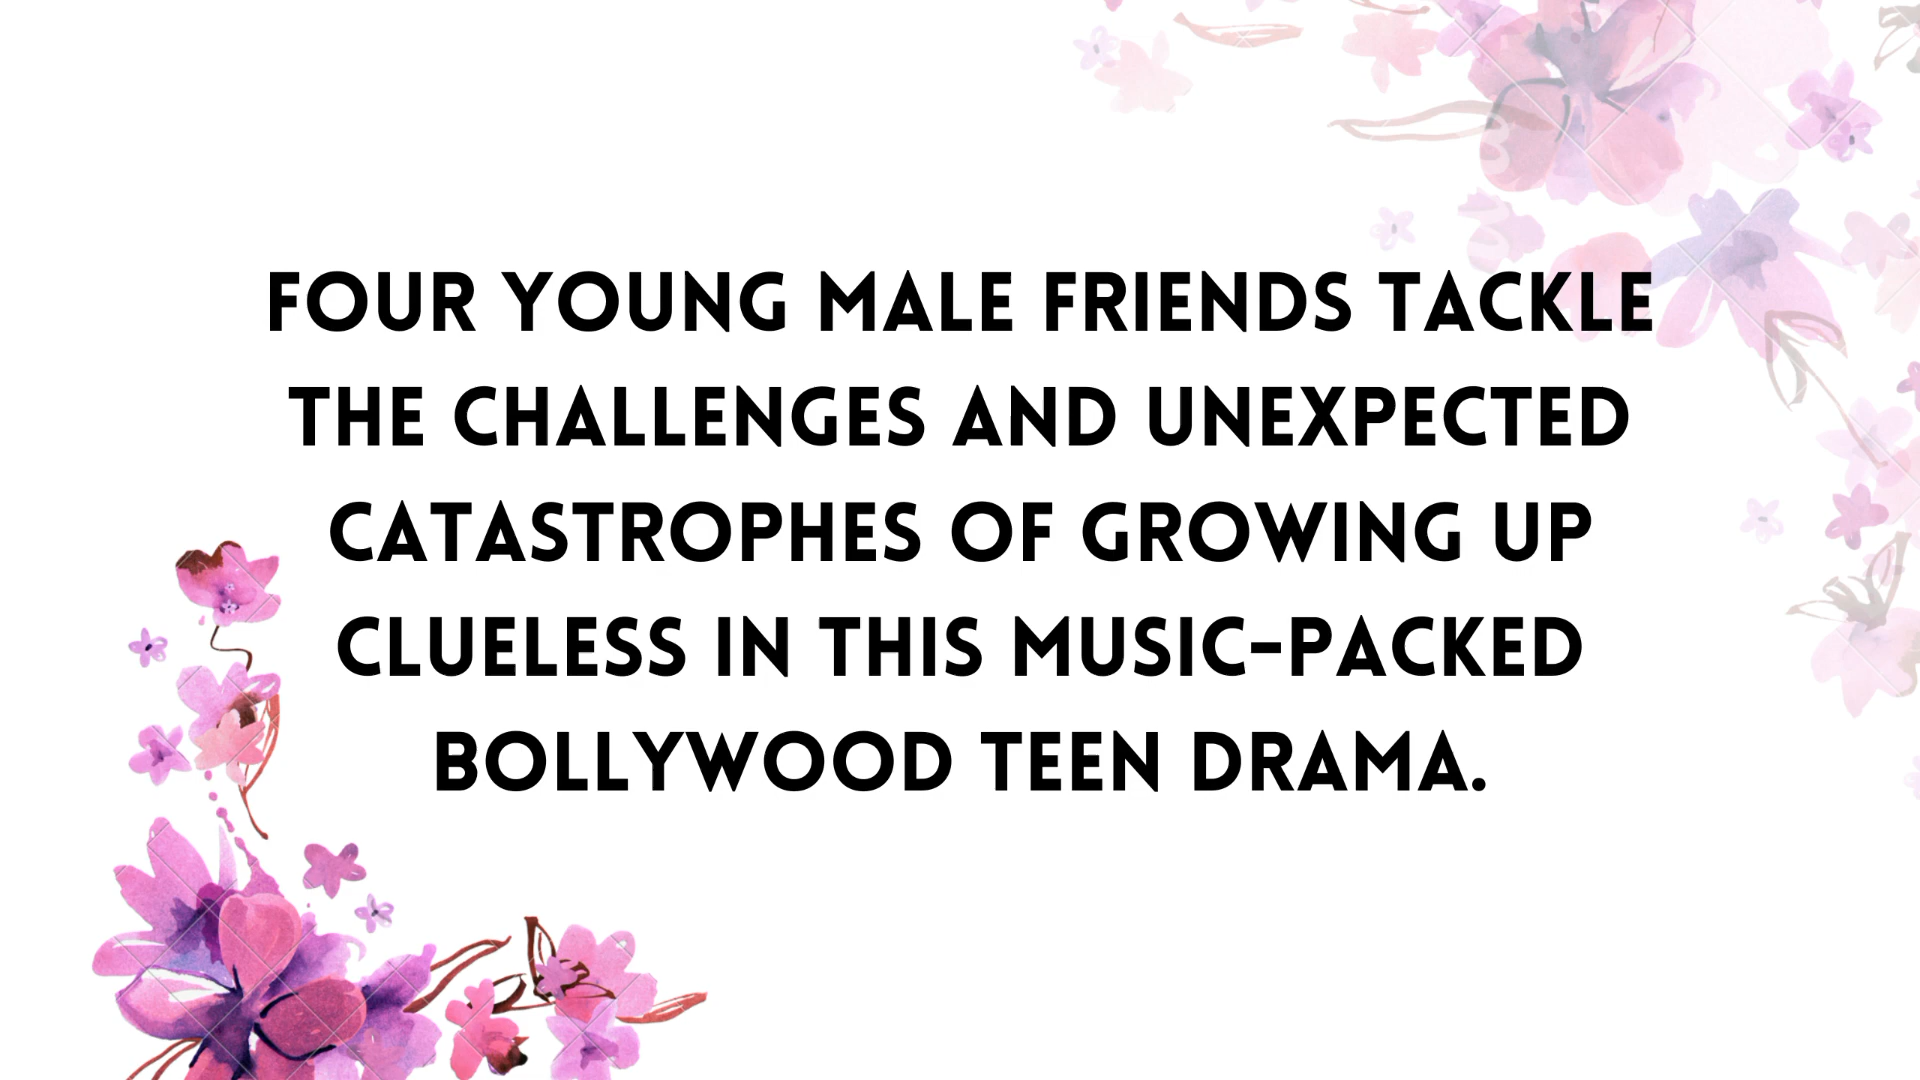 FOUR YOUNG MALE FRIENDS TACKLE
THE CHALLENGES AND UNEXPECTED
CATASTROPHES OF GROWING UP
CLUELESS IN THIS MUSIC-PACKED
BOLLYWOOD TEEN DRAMA.